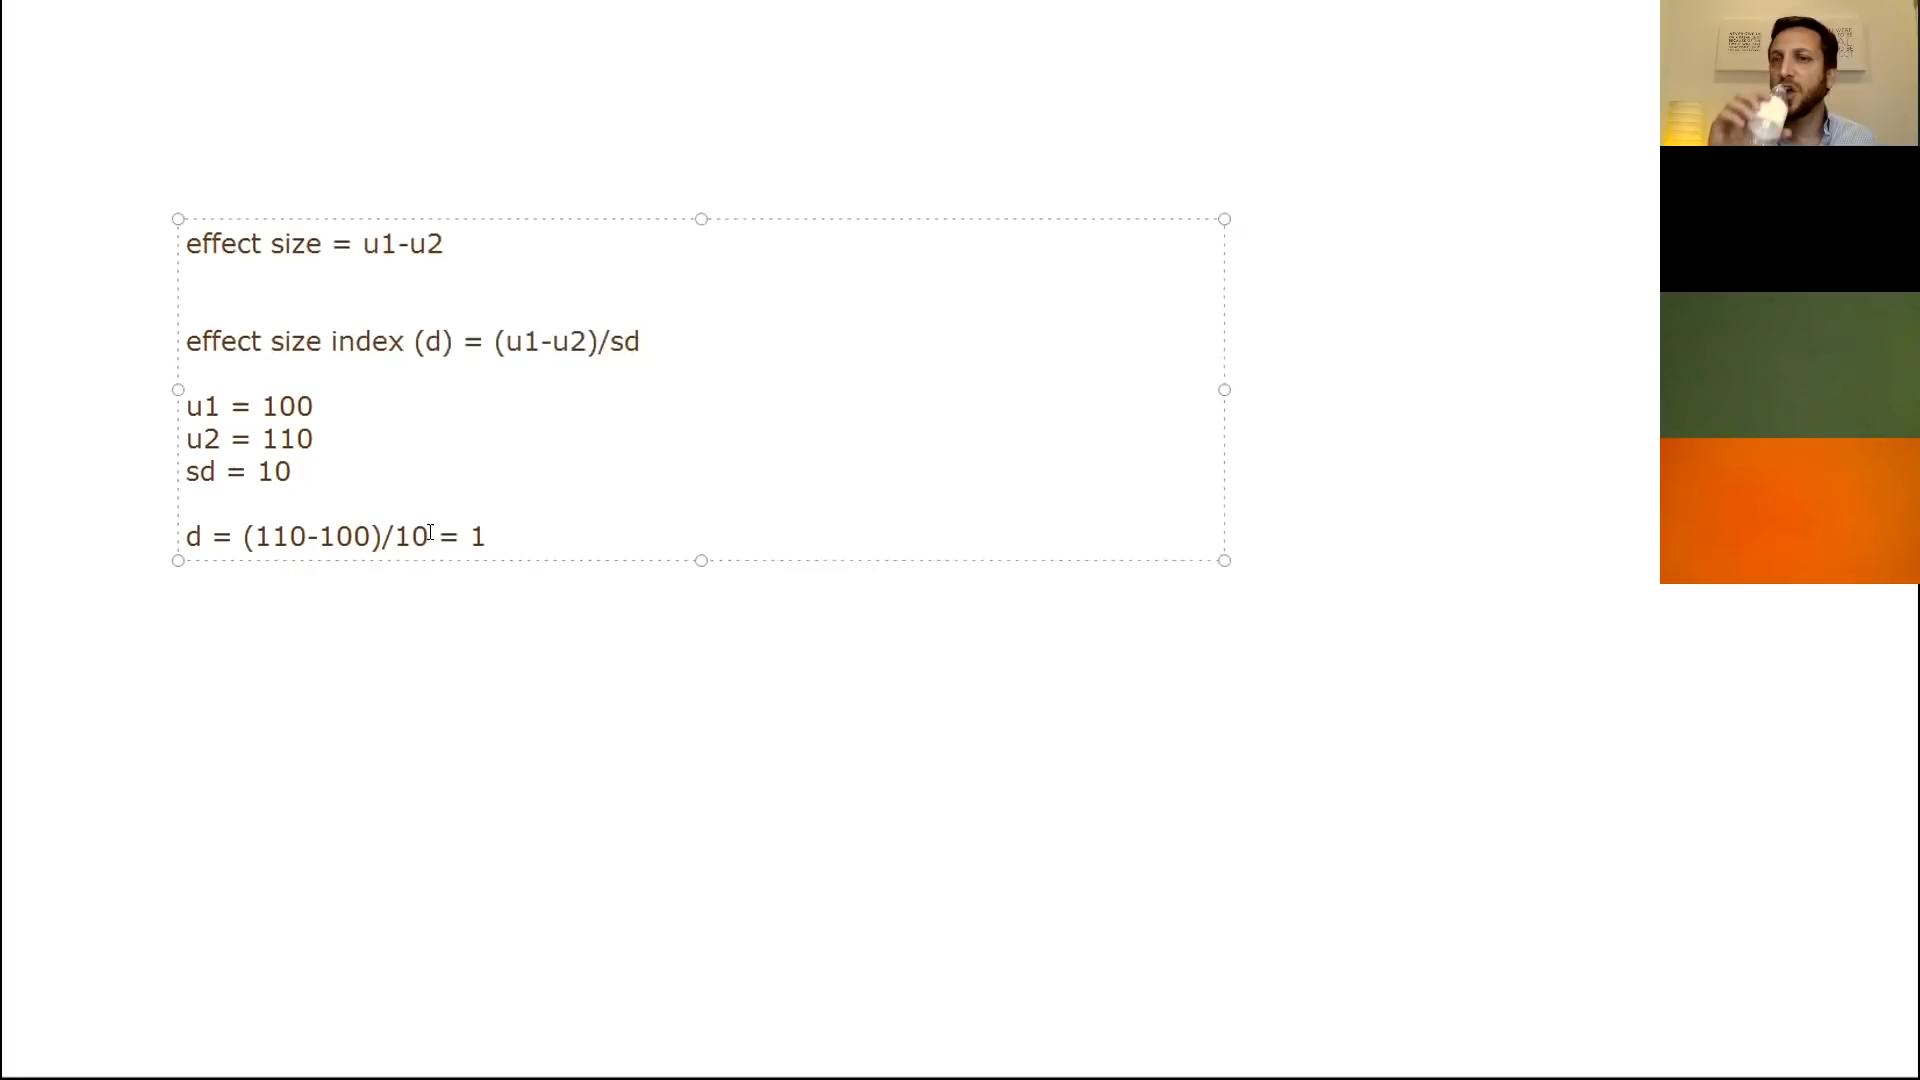 effect size = u1-u2
effect size index (d) = (u1-u2)/sd
u1 = 100
u2 = 110
sd = 10
d = (110-100)/10 = 1